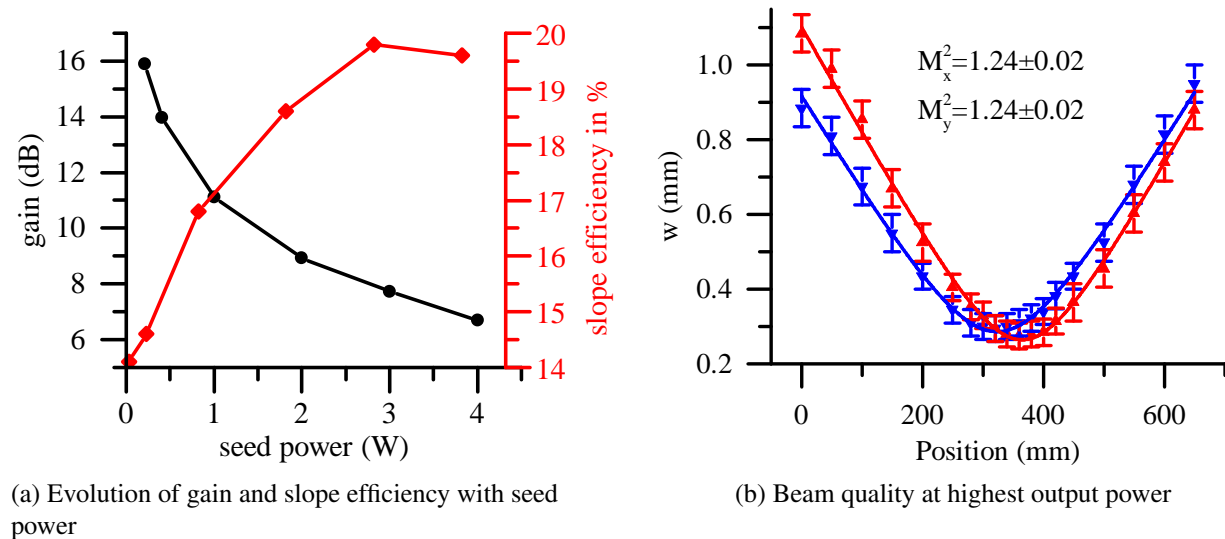 16
14
12
10
8
6
gain (dB)
0
1
2
3
4
seed power (W)
20
19
18
17
16
15
14
slope efficiency in %
(a) Evolution of gain and slope efficiency with seed
power
M²x=1.24±0.02
M²y=1.24±0.02
1.0
0.8
0.6
0.4
0.2
w (mm)
0
200
400
600
Position (mm)
(b) Beam quality at highest output power